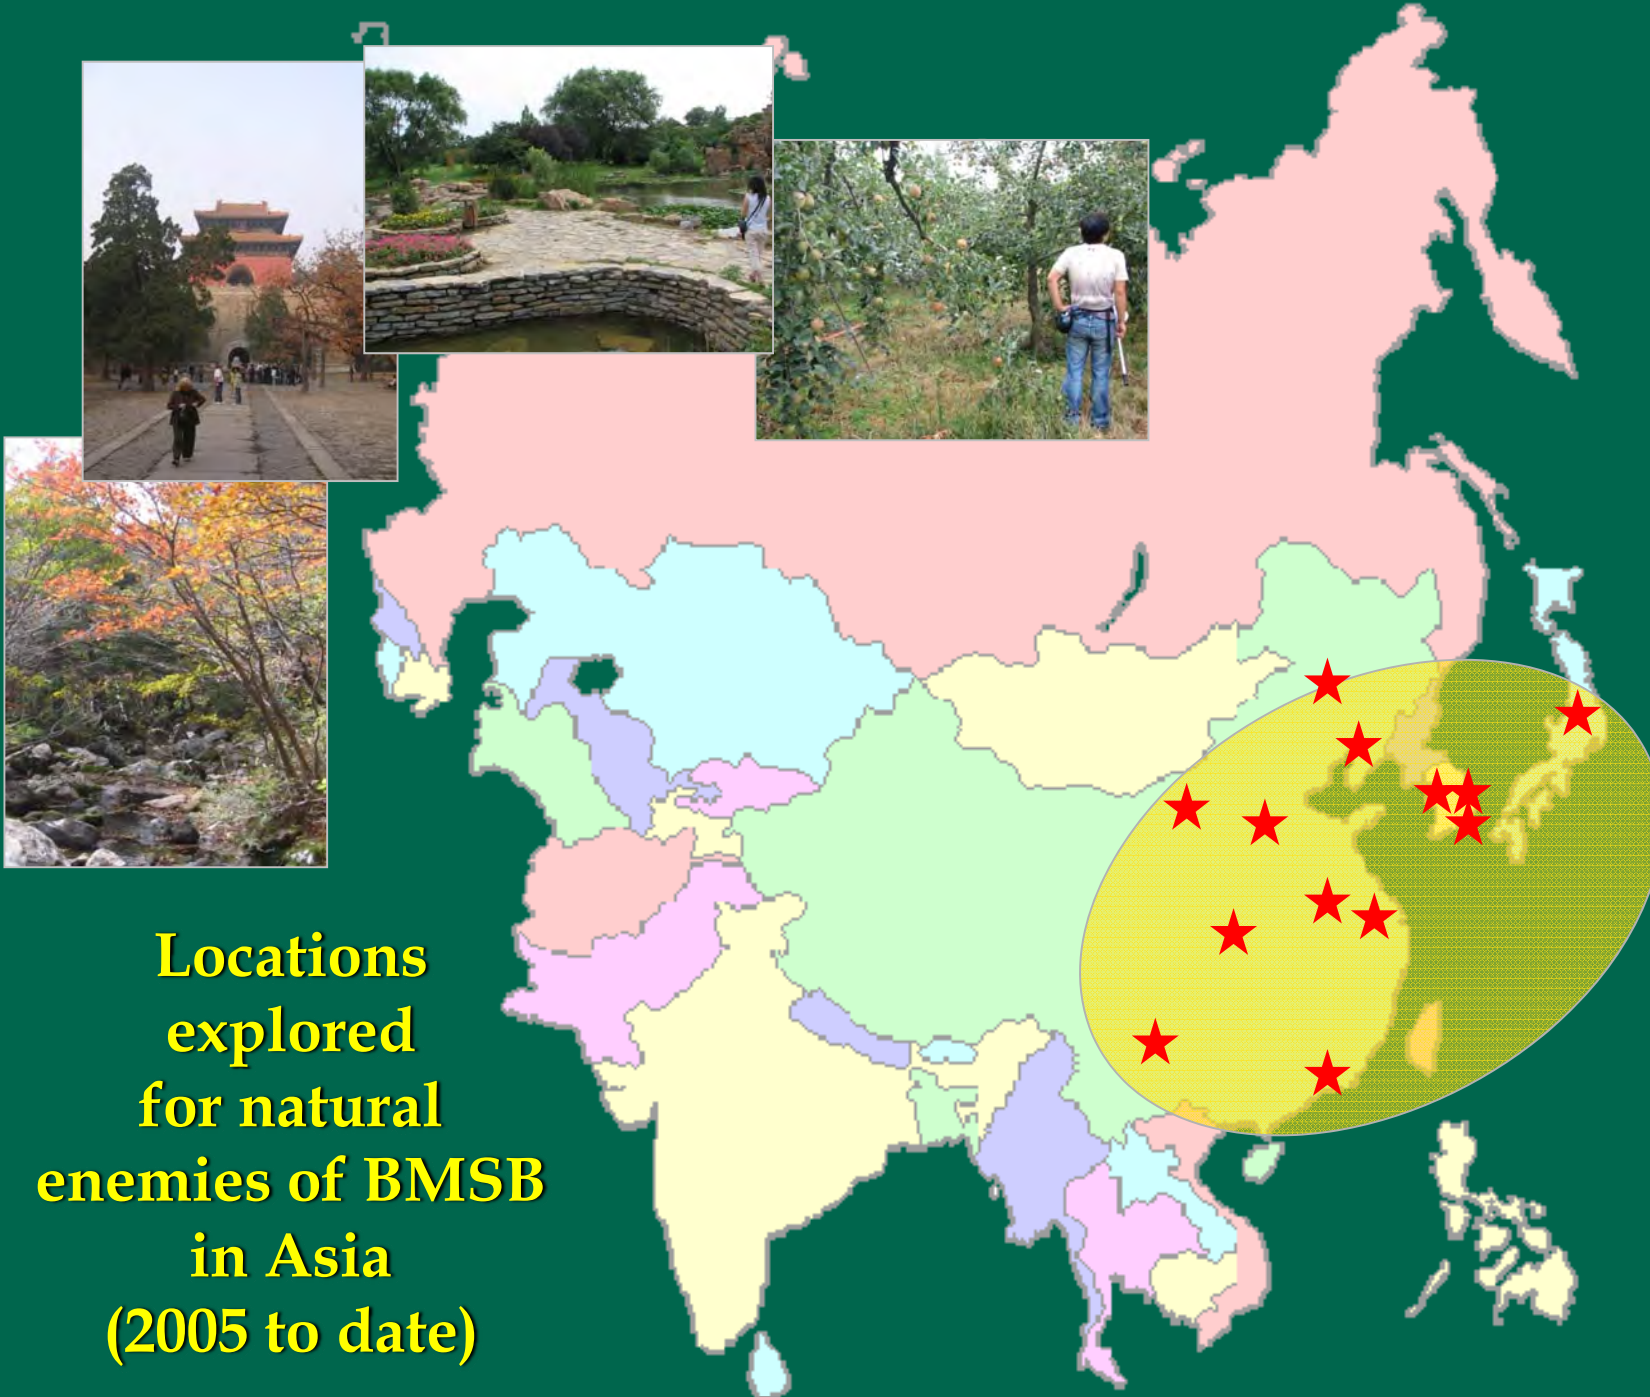 Locations
explored
for natural
enemies of BMSB
in Asia
(2005 to date)